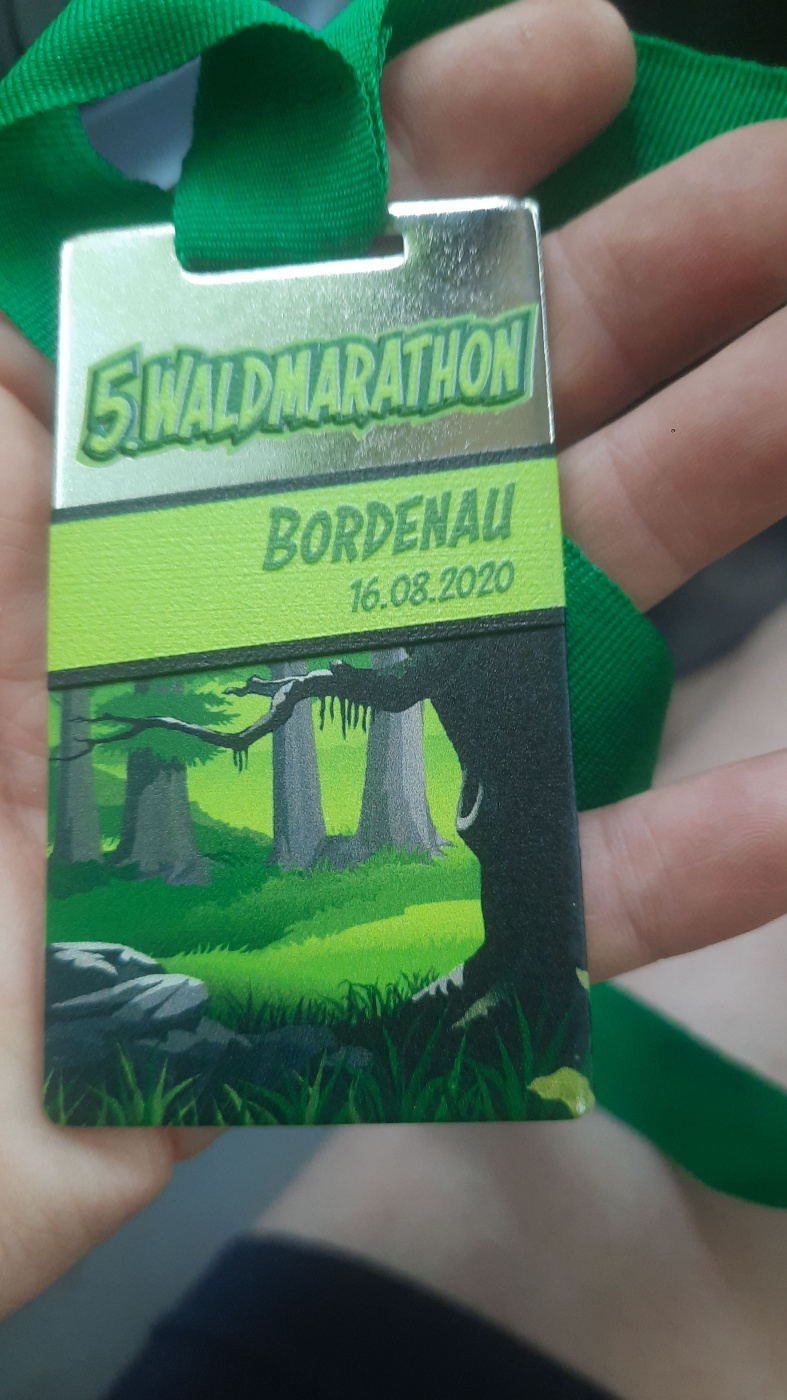 5. WALDMARATHON
BORDENAU
16.08.2020